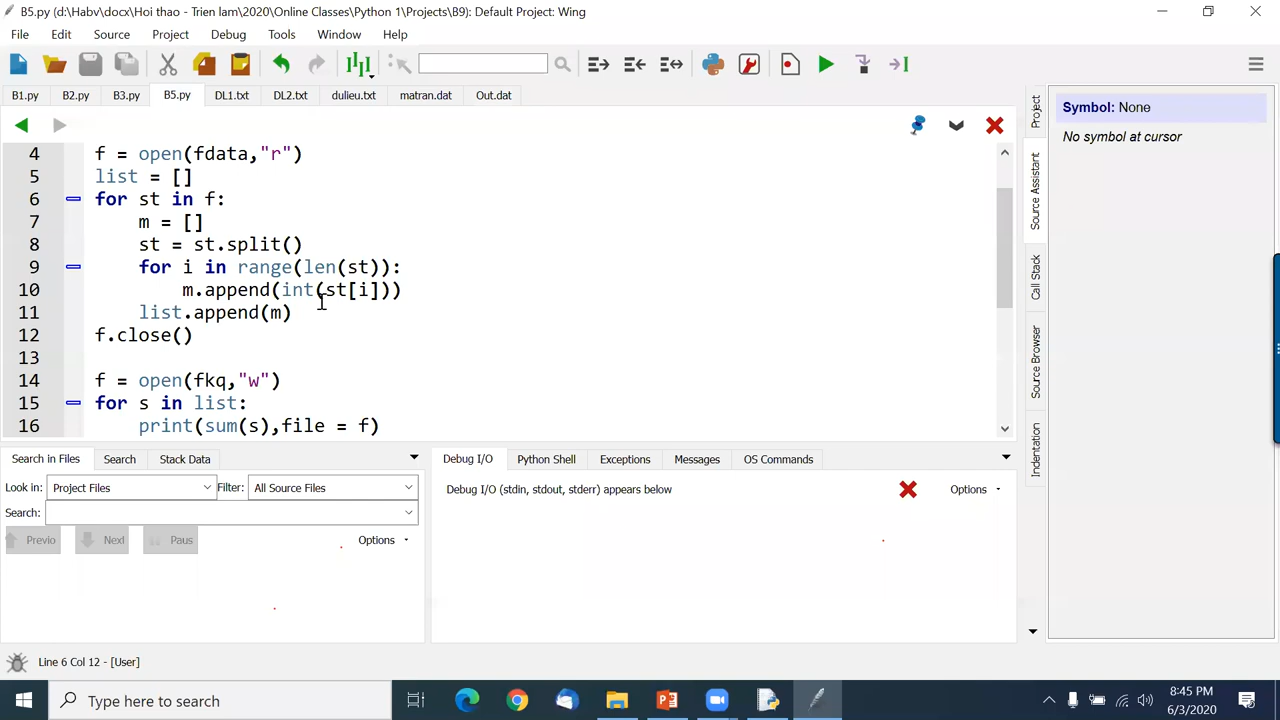 B5.py (d:\Habv\docx\Hoi thao - Trien lam\2020\Online Classes\Python 1\Projects\B9): Default Project: Wing
File Edit Source Project Debug Tools Window Help
B1.py B2.py B3.py B5.py DL1.txt DL2.txt dulieu.txt matran.dat Out.dat
4 f = open(fdata,"r")
5 list = []
6 for st in f:
7 m = []
8 st = st.split()
9 for i in range(len(st)):
10 m.append(int(st[i]))
11 list.append(m)
12 f.close()
13
14 f = open(fkq,"w")
15 for s in list:
16 print(sum(s),file = f)
Project
Source Assistant
Call Stack
Source Browser
Indentation
Symbol: None
No symbol at cursor
Search in Files Search Stack Data
Look in: Project Files Filter: All Source Files
Search:
Previo Next Paus Options
Debug I/O Python Shell Exceptions Messages OS Commands
Debug I/O (stdin, stdout, stderr) appears below Options
Line 6 Col 12 - [User]
Type here to search
8:45 PM
6/3/2020